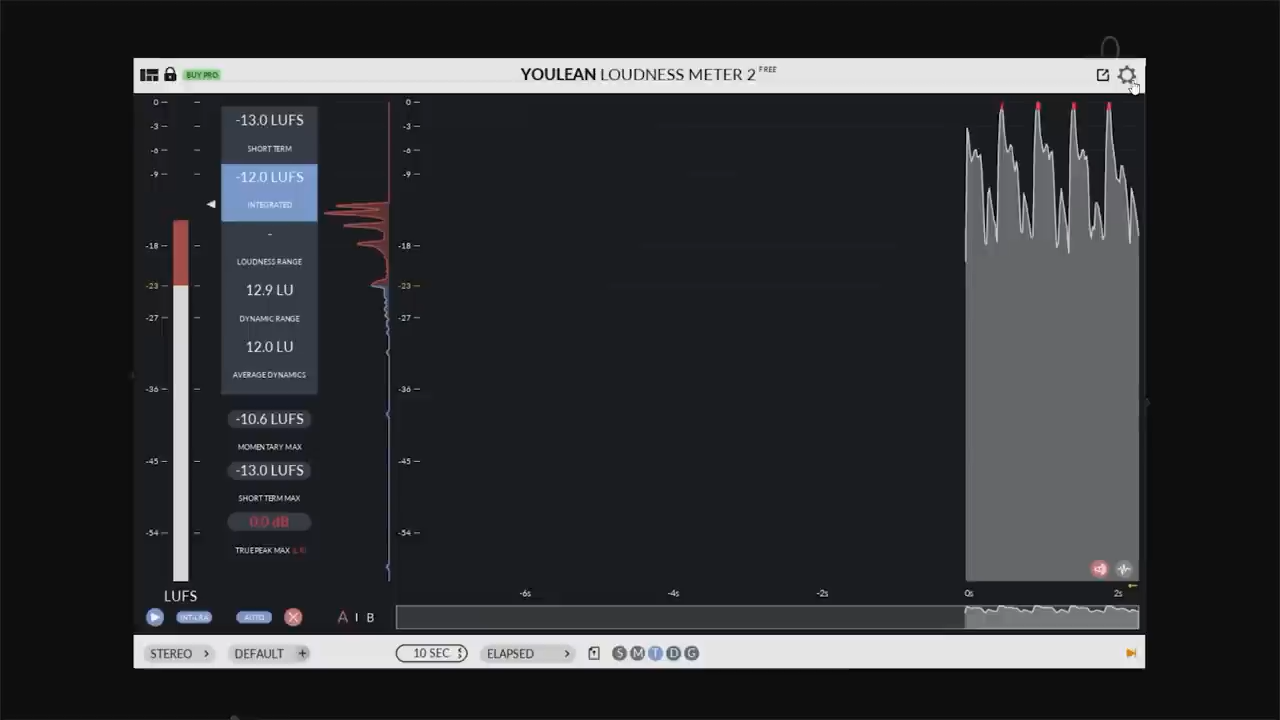 BUY PRO
YOULEAN LOUDNESS METER 2 FREE
0
-3
-6
-9
-18
-23
-27
-36
-45
-54
LUFS
-13.0 LUFS
SHORT TERM
-12.0 LUFS
INTEGRATED
-
LOUDNESS RANGE
12.9 LU
DYNAMIC RANGE
12.0 LU
AVERAGE DYNAMICS
-10.6 LUFS
MOMENTARY MAX
-13.0 LUFS
SHORT TERM MAX
0.0 dB
TRUE PEAK MAX
0
-3
-6
-9
-18
-23
-27
-36
-45
-54
-6s
-4s
-2s
0s
2s
AUTO
A I B
STEREO
DEFAULT +
10 SEC
ELAPSED
S M T D G